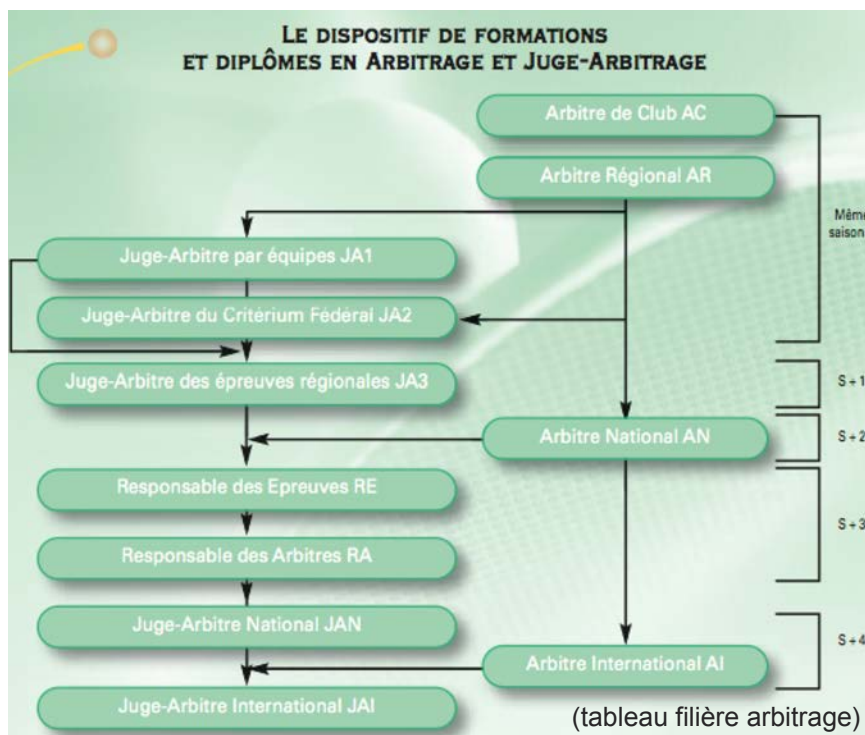 LE DISPOSITIF DE FORMATIONS
ET DIPLÔMES EN ARBITRAGE ET JUGE-ARBITRAGE
Arbitre de Club AC
Arbitre Régional AR
Même
saison
Juge-Arbitre par équipes JA1
Juge-Arbitre du Critérium Fédéral JA2
Juge-Arbitre des épreuves régionales JA3
S + 1
Arbitre National AN
S + 2
Responsable des Epreuves RE
S + 3
Responsable des Arbitres RA
Juge-Arbitre National JAN
S + 4
Arbitre International AI
Juge-Arbitre International JAI
(tableau filière arbitrage)